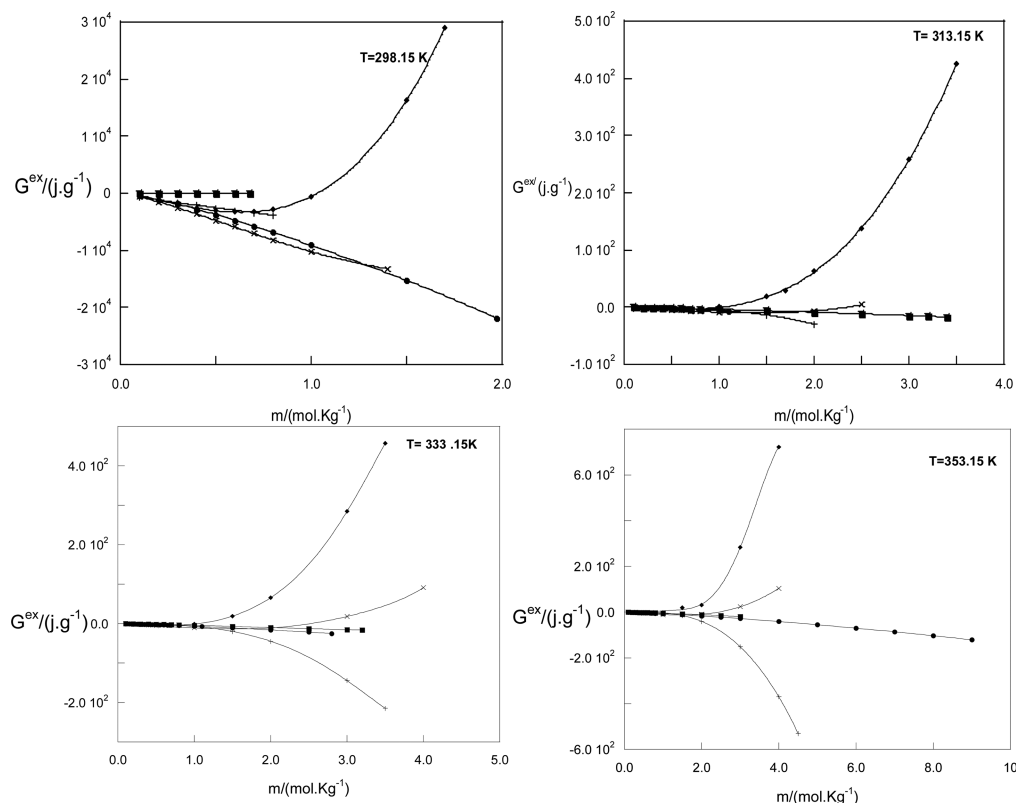 3 10⁴
2 10⁴
1 10⁴
0
-1 10⁴
-2 10⁴
-3 10⁴
Gᵉˣ/(j.g⁻¹)
T=298.15 K
0.0 1.0 2.0
m/(mol.Kg⁻¹)
5.0 10²
4.0 10²
3.0 10²
2.0 10²
1.0 10²
0.0
-1.0 10²
Gᵉˣ/(j.g⁻¹)
T= 313.15 K
0.0 1.0 2.0 3.0 4.0
m/(mol.Kg⁻¹)
4.0 10²
2.0 10²
0.0
-2.0 10²
Gᵉˣ/(j.g⁻¹)
T= 333 .15K
0.0 1.0 2.0 3.0 4.0 5.0
m/(mol.Kg⁻¹)
6.0 10²
2.0 10²
0.0 10²
-2.0 10²
-6.0 10²
Gᵉˣ/(j.g⁻¹)
T=353.15 K
0.0 2.0 4.0 6.0 8.0 10
m/(mol.Kg⁻¹)